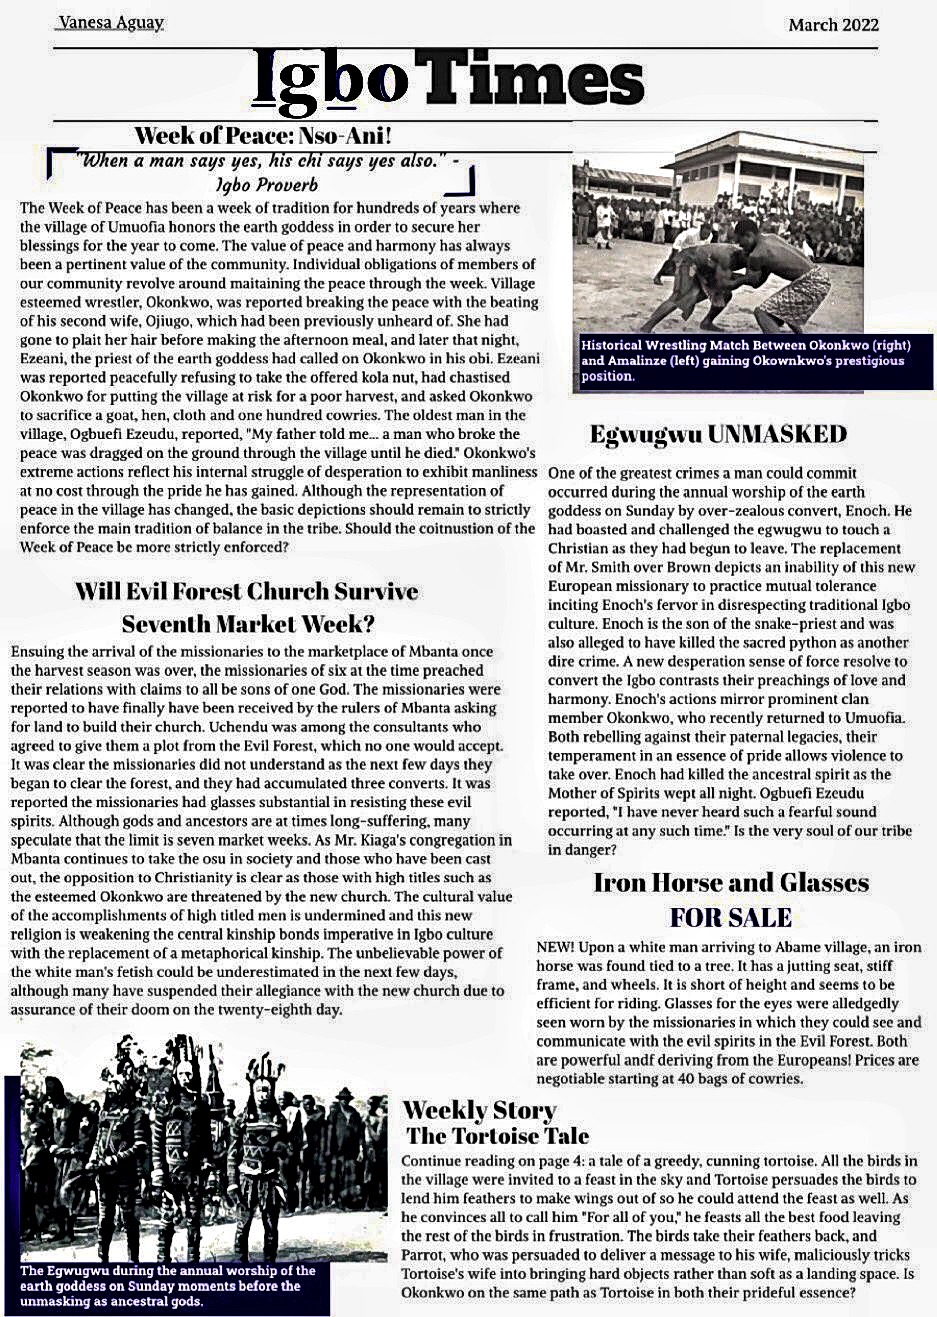 Vanesa Aguay
March 2022
Igbo Times
Week of Peace: Nso-Ani!
"When a man says yes, his chi says yes also." -
Igbo Proverb
The Week of Peace has been a week of tradition for hundreds of years where
the village of Umuofia honors the earth goddess in order to secure her
blessings for the year to come. The value of peace and harmony has always
been a pertinent value of the community. Individual obligations of members of
our community revolve around maitaining the peace through the week. Village
esteemed wrestler, Okonkwo, was reported breaking the peace with the beating
of his second wife, Ojiugo, which had been previously unheard of. She had
gone to plait her hair before making the afternoon meal, and later that night,
Ezeani, the priest of the earth goddess had called on Okonkwo in his obi. Ezeani
was reported peacefully refusing to take the offered kola nut, had chastised
Okonkwo for putting the village at risk for a poor harvest, and asked Okonkwo
to sacrifice a goat, hen, cloth and one hundred cowries. The oldest man in the
village, Ogbuefi Ezeudu, reported, "My father told me... a man who broke the
peace was dragged on the ground through the village until he died." Okonkwo's
extreme actions reflect his internal struggle of desperation to exhibit manliness
at no cost through the pride he has gained. Although the representation of
peace in the village has changed, the basic depictions should remain to strictly
enforce the main tradition of balance in the tribe. Should the coitnustion of the
Week of Peace be more strictly enforced?
Historical Wrestling Match Between Okonkwo (right)
and Amalinze (left) gaining Okownkwo's prestigious
position.
Egwugwu UNMASKED
One of the greatest crimes a man could commit
occurred during the annual worship of the earth
goddess on Sunday by over-zealous convert, Enoch. He
had boasted and challenged the egwugwu to touch a
Christian as they had begun to leave. The replacement
of Mr. Smith over Brown depicts an inability of this new
European missionary to practice mutual tolerance
inciting Enoch's fervor in disrespecting traditional Igbo
culture. Enoch is the son of the snake-priest and was
also alleged to have killed the sacred python as another
dire crime. A new desperation sense of force resolve to
convert the Igbo contrasts their preachings of love and
harmony. Enoch's actions mirror prominent clan
member Okonkwo, who recently returned to Umuofia.
Both rebelling against their paternal legacies, their
temperament in an essence of pride allows violence to
take over. Enoch had killed the ancestral spirit as the
Mother of Spirits wept all night. Ogbuefi Ezeudu
reported, "I have never heard such a fearful sound
occurring at any such time." Is the very soul of our tribe
in danger?
Will Evil Forest Church Survive
Seventh Market Week?
Ensuing the arrival of the missionaries to the marketplace of Mbanta once
the harvest season was over, the missionaries of six at the time preached
their relations with claims to all be sons of one God. The missionaries were
reported to have finally have been received by the rulers of Mbanta asking
for land to build their church. Uchendu was among the consultants who
agreed to give them a plot from the Evil Forest, which no one would accept.
It was clear the missionaries did not understand as the next few days they
began to clear the forest, and they had accumulated three converts. It was
reported the missionaries had glasses substantial in resisting these evil
spirits. Although gods and ancestors are at times long-suffering, many
speculate that the limit is seven market weeks. As Mr. Kiaga's congregation in
Mbanta continues to take the osu in society and those who have been cast
out, the opposition to Christianity is clear as those with high titles such as
the esteemed Okonkwo are threatened by the new church. The cultural value
of the accomplishments of high titled men is undermined and this new
religion is weakening the central kinship bonds imperative in Igbo culture
with the replacement of a metaphorical kinship. The unbelievable power of
the white man's fetish could be underestimated in the next few days,
although many have suspended their allegiance with the new church due to
assurance of their doom on the twenty-eighth day.
Iron Horse and Glasses
FOR SALE
NEW! Upon a white man arriving to Abame village, an iron
horse was found tied to a tree. It has a jutting seat, stiff
frame, and wheels. It is short of height and seems to be
efficient for riding. Glasses for the eyes were alledgedly
seen worn by the missionaries in which they could see and
communicate with the evil spirits in the Evil Forest. Both
are powerful andf deriving from the Europeans! Prices are
negotiable starting at 40 bags of cowries.
The Egwugwu during the annual worship of the
earth goddess on Sunday moments before the
unmasking as ancestral gods.
Weekly Story
The Tortoise Tale
Continue reading on page 4: a tale of a greedy, cunning tortoise. All the birds in
the village were invited to a feast in the sky and Tortoise persuades the birds to
lend him feathers to make wings out of so he could attend the feast as well. As
he convinces all to call him "For all of you," he feasts all the best food leaving
the rest of the birds in frustration. The birds take their feathers back, and
Parrot, who was persuaded to deliver a message to his wife, maliciously tricks
Tortoise's wife into bringing hard objects rather than soft as a landing space. Is
Okonkwo on the same path as Tortoise in both their prideful essence?